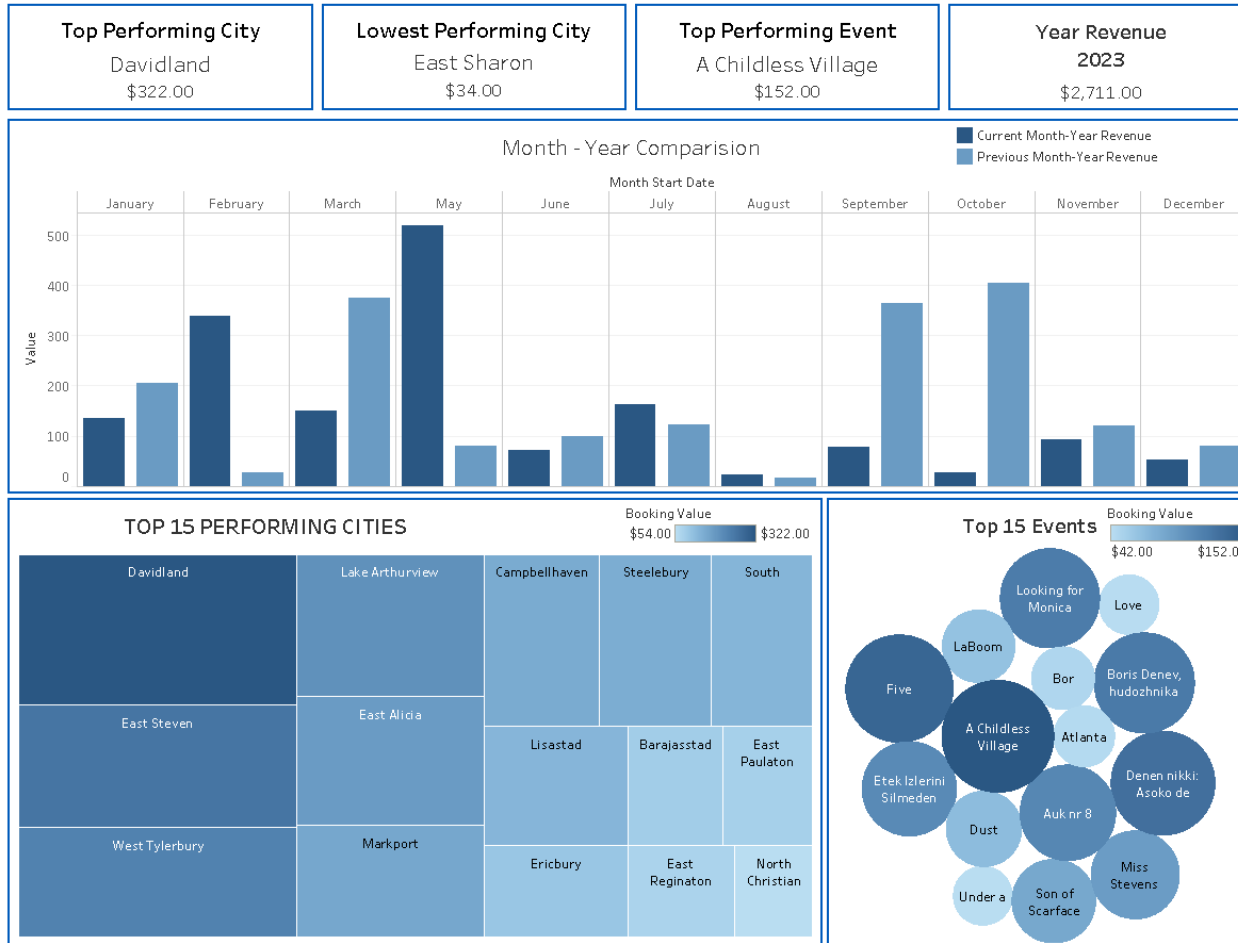 Top Performing City
Davidland
$322.00
Lowest Performing City
East Sharon
$34.00
Top Performing Event
A Childless Village
$152.00
Year Revenue
2023
$2,711.00
Month - Year Comparision
Current Month-Year Revenue
Previous Month-Year Revenue
Month Start Date
January
February
March
May
June
July
August
September
October
November
December
Value
500
400
300
200
100
0
TOP 15 PERFORMING CITIES
Booking Value
$54.00
$322.00
Davidland
Lake Arthurview
Campbellhaven
Steelebury
South
East Steven
East Alicia
Lisastad
Barajasstad
East
Paulaton
West Tylerbury
Markport
Ericbury
East
Reginaton
North
Christian
Top 15 Events
Booking Value
$42.00
$152.0
Looking for
Monica
Love
LaBoom
Five
Bor
Boris Denev,
hudozhnika
A Childless
Village
Atlanta
Etek Izlerini
Silmeden
Denen nikki:
Asoko de
Auk nr 8
Dust
Miss
Stevens
Under a
Son of
Scarface